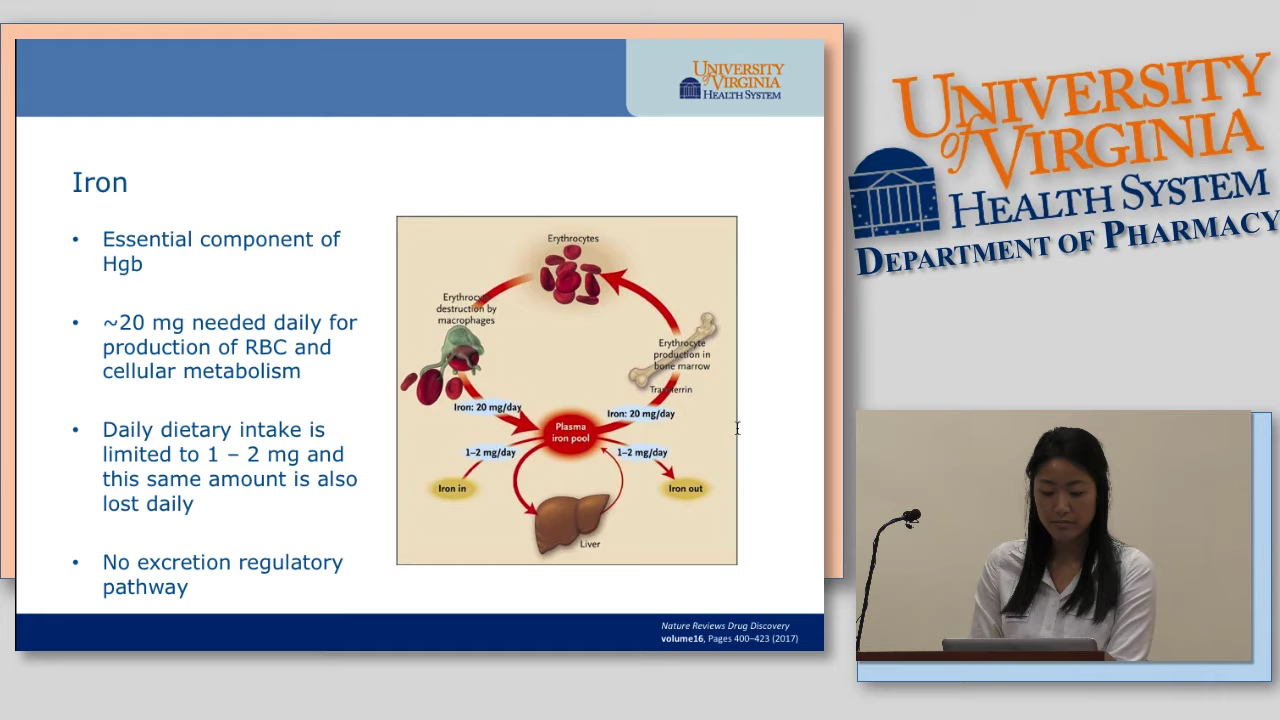 UNIVERSITY
of VIRGINIA
HEALTH SYSTEM
Iron
• Essential component of
Hgb
• ~20 mg needed daily for
production of RBC and
cellular metabolism
• Daily dietary intake is
limited to 1 – 2 mg and
this same amount is also
lost daily
• No excretion regulatory
pathway
Erythrocytes
destruction by
macrophages
Erythrocyte
production in
bone marrow
Iron: 20 mg/day
Iron: 20 mg/day
Plasma
iron pool
1–2 mg/day
1–2 mg/day
Iron in
Iron out
Liver
Nature Reviews Drug Discovery
volume16, Pages 400–423 (2017)
UNIVERSITY
of VIRGINIA
HEALTH SYSTEM
DEPARTMENT OF PHARMACY